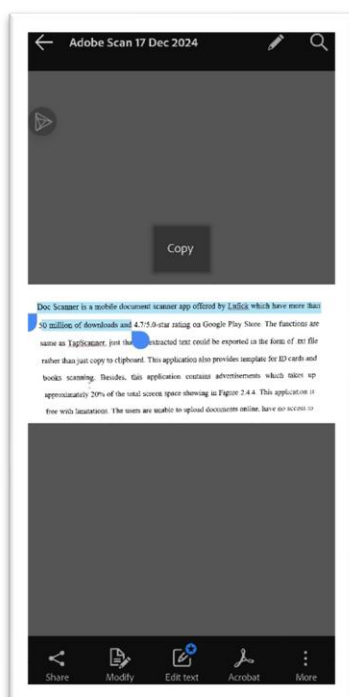 Adobe Scan 17 Dec 2024
Copy
Doc Scanner is a mobile document scanner app offered by Lufick which have more than
50 million of downloads and 4.7/5.0-star rating on Google Play Store. The functions are
same as TapScanner, just the extracted text could be exported in the form of .txt file
rather than just copy to clipboard. This application also provides template for ID cards and
books scanning. Besides, this application contains advertisements which takes up
approximately 20% of the total screen space showing in Figure 2.4.4. This application is
free with limitations. The users are unable to upload documents online, have no access to
Share
Modify
Edit text
Acrobat
More